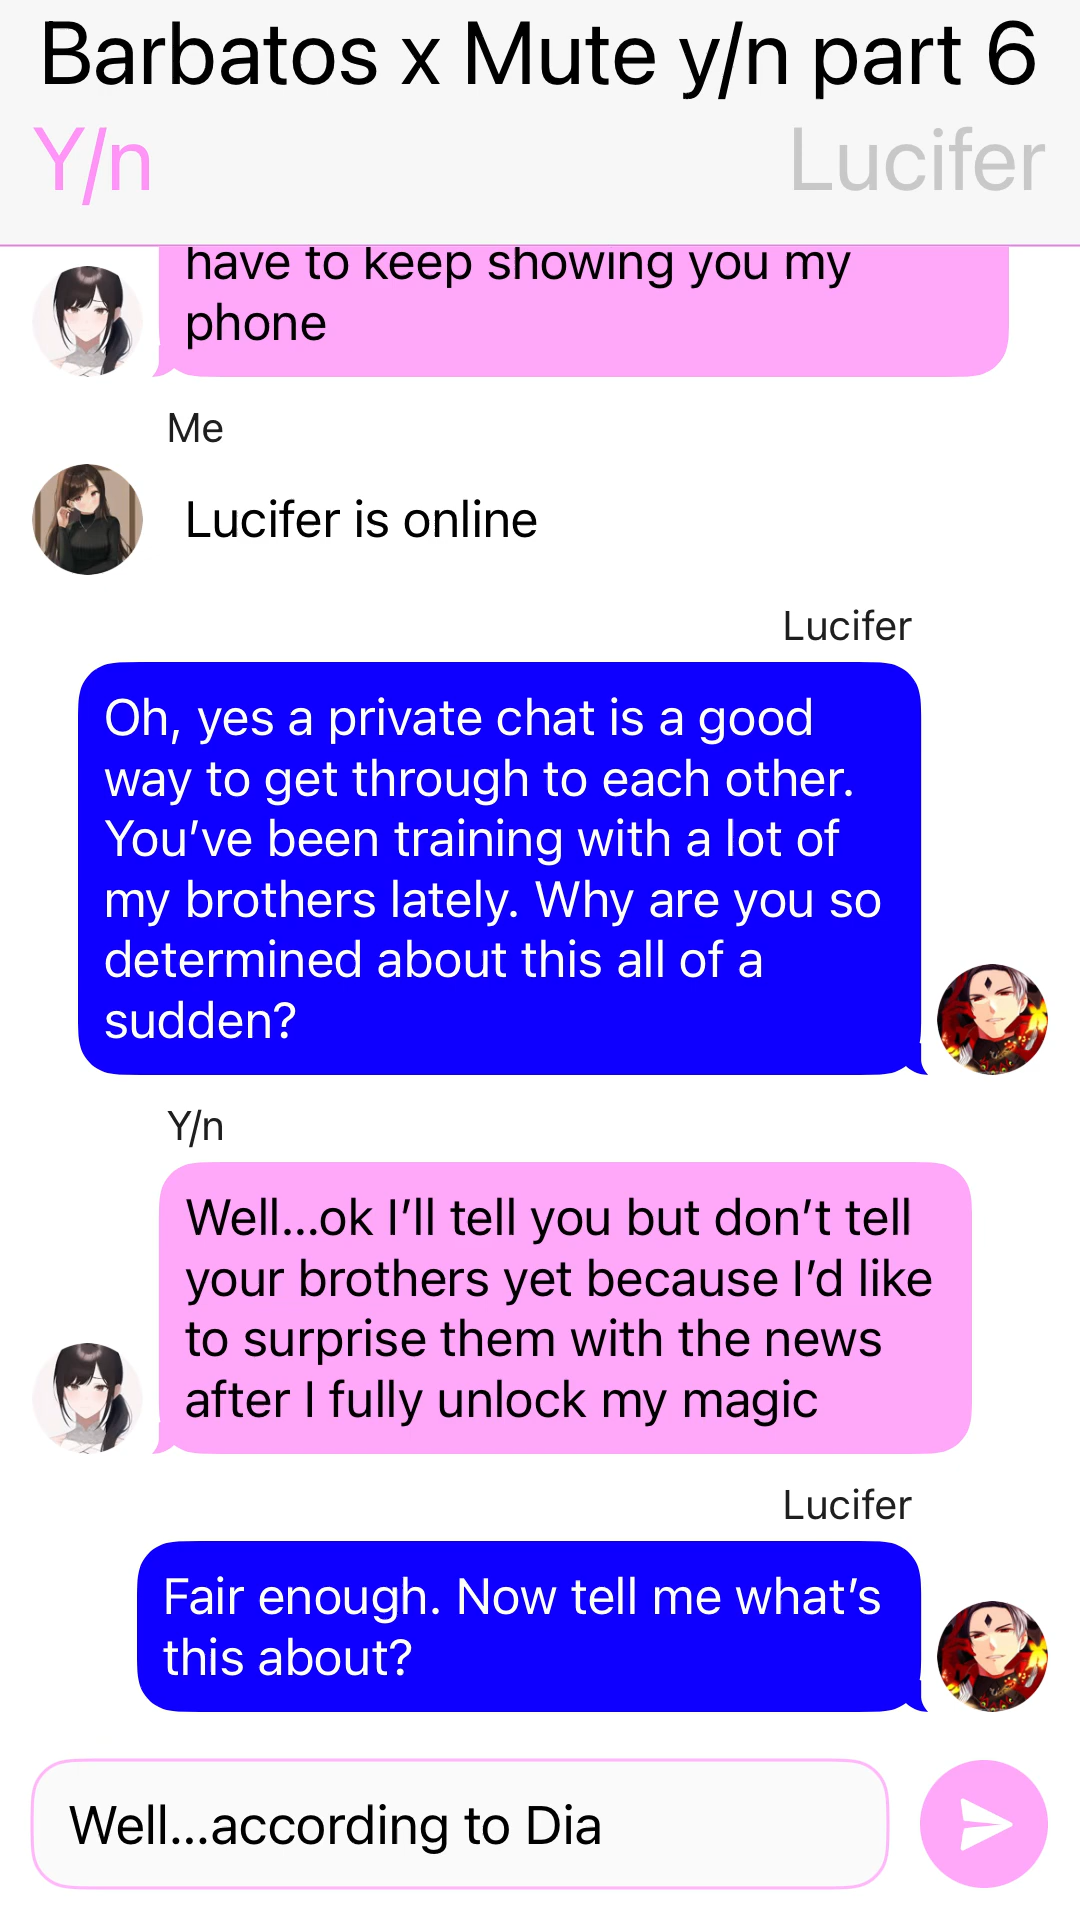 Barbatos x Mute y/n part 6
Y/n
Lucifer
have to keep showing you my
phone
Me
Lucifer is online
Lucifer
Oh, yes a private chat is a good
way to get through to each other.
You’ve been training with a lot of
my brothers lately. Why are you so
determined about this all of a
sudden?
Y/n
Well...ok I’ll tell you but don’t tell
your brothers yet because I’d like
to surprise them with the news
after I fully unlock my magic
Lucifer
Fair enough. Now tell me what’s
this about?
Well...according to Dia